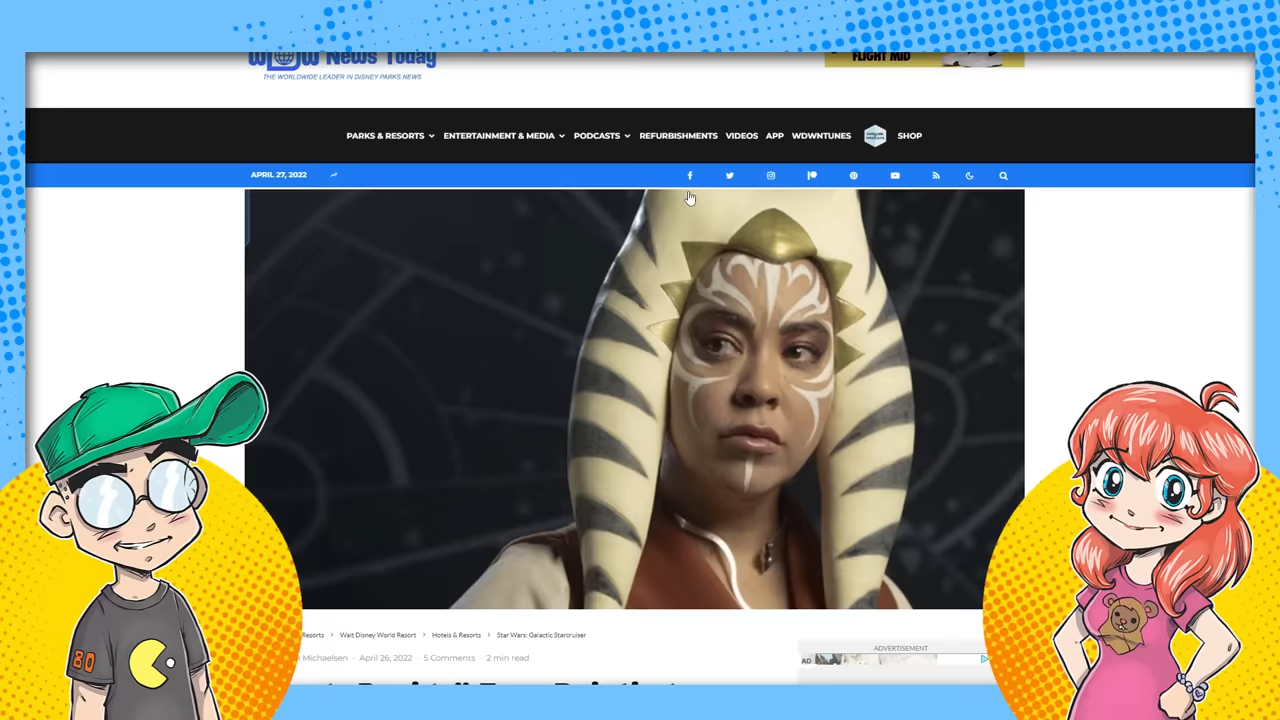 WDW News Today
THE WORLDWIDE LEADER IN DISNEY PARKS NEWS
FLIGHT MID
PARKS & RESORTS ENTERTAINMENT & MEDIA PODCASTS REFURBISHMENTS VIDEOS APP WDWNTUNES SHOP
APRIL 27, 2022
Resorts > Walt Disney World Resort > Hotels & Resorts > Star Wars: Galactic Starcruiser
Michaelsen · April 26, 2022 · 5 Comments · 2 min read
ADVERTISEMENT
AD
80